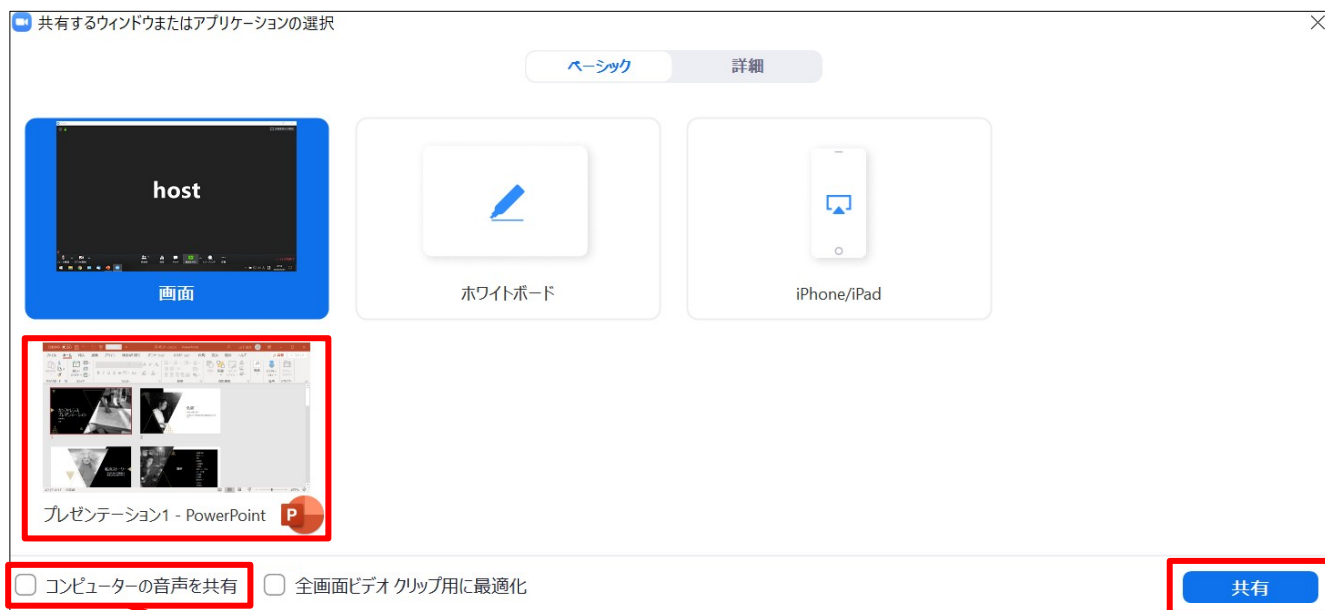 共有するウィンドウまたはアプリケーションの選択
ベーシック
詳細
host
画面
ホワイトボード
iPhone/iPad
プレゼンテーション1 - PowerPoint
P
コンピューターの音声を共有
全画面ビデオ クリップ用に最適化
共有